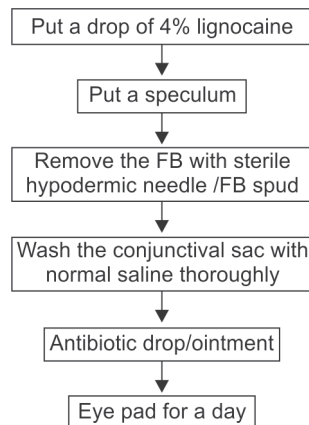 Put a drop of 4% lignocaine
Put a speculum
Remove the FB with sterile
hypodermic needle /FB spud
Wash the conjunctival sac with
normal saline thoroughly
Antibiotic drop/ointment
Eye pad for a day